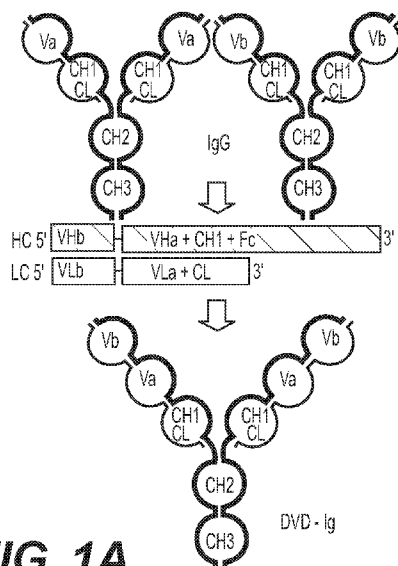 Va Va Vb Vb
CH1 CL CH1 CL CH1 CL CH1 CL
CH2 IgG CH2
CH3 CH3
HC 5' VHb VHa + CH1 + Fc 3'
LC 5' VLb VLa + CL 3'
Vb Vb
Va Va
CH1 CL CH1 CL
CH2
CH3 DVD - Ig
FIG. 1A